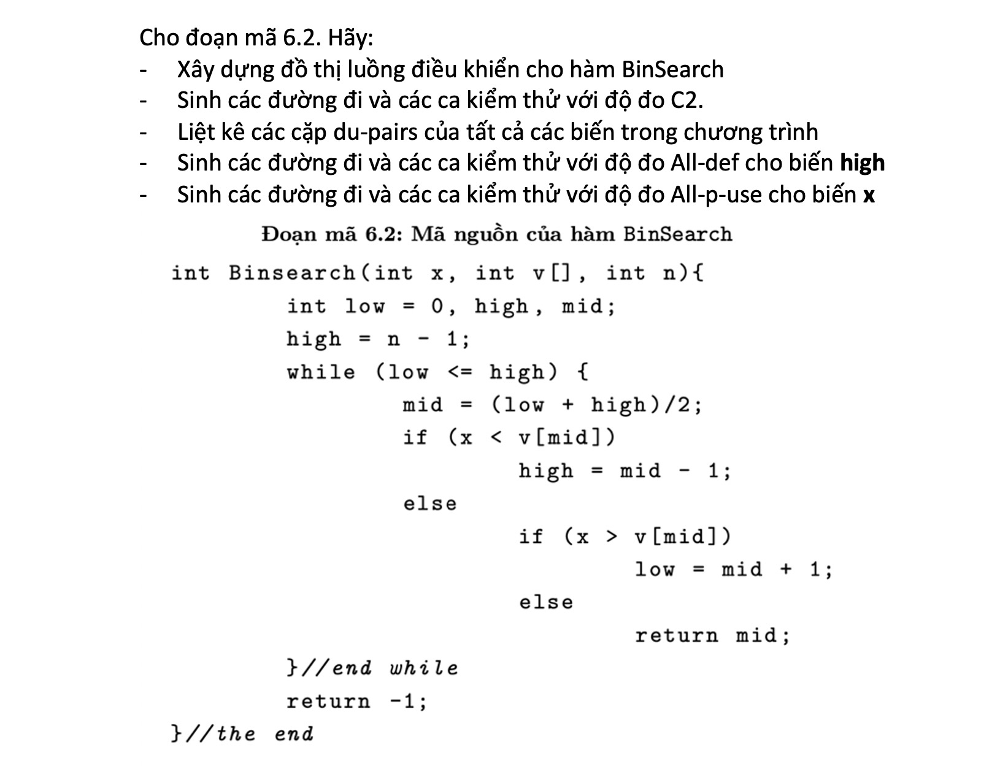 Cho đoạn mã 6.2. Hãy:
- Xây dựng đồ thị luồng điều khiển cho hàm BinSearch
- Sinh các đường đi và các ca kiểm thử với độ đo C2.
- Liệt kê các cặp du-pairs của tất cả các biến trong chương trình
- Sinh các đường đi và các ca kiểm thử với độ đo All-def cho biến high
- Sinh các đường đi và các ca kiểm thử với độ đo All-p-use cho biến x
Đoạn mã 6.2: Mã nguồn của hàm BinSearch
int Binsearch(int x, int v[], int n){
int low = 0, high, mid;
high = n - 1;
while (low <= high) {
mid = (low + high)/2;
if (x < v[mid])
high = mid - 1;
else
if (x > v[mid])
low = mid + 1;
else
return mid;
}//end while
return -1;
}//the end